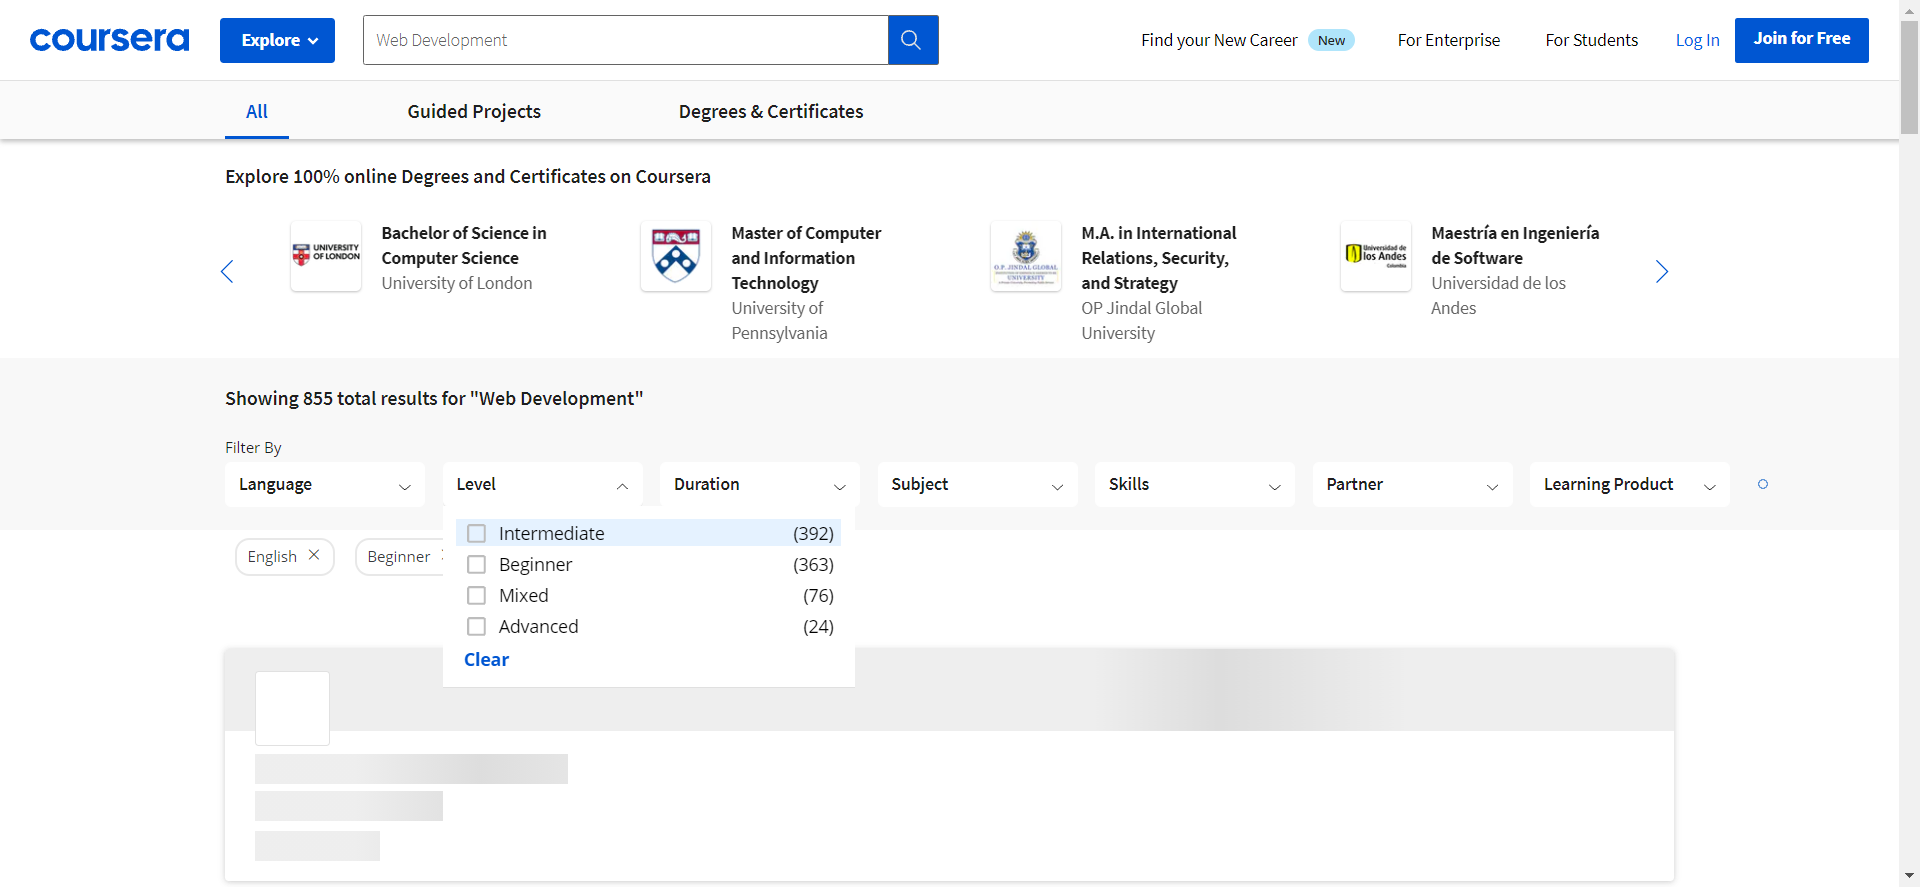 coursera
Explore
Web Development
Find your New Career New
For Enterprise
For Students
Log In
Join for Free
All
Guided Projects
Degrees & Certificates
Explore 100% online Degrees and Certificates on Coursera
UNIVERSITY OF LONDON
Bachelor of Science in
Computer Science
University of London
Master of Computer
and Information
Technology
University of
Pennsylvania
O.P. JINDAL GLOBAL
UNIVERSITY
M.A. in International
Relations, Security,
and Strategy
OP Jindal Global
University
Universidad de
los Andes
Colombia
Maestría en Ingeniería
de Software
Universidad de los
Andes
Showing 855 total results for "Web Development"
Filter By
Language
Level
Duration
Subject
Skills
Partner
Learning Product
English
Beginner
Intermediate (392)
Beginner (363)
Mixed (76)
Advanced (24)
Clear